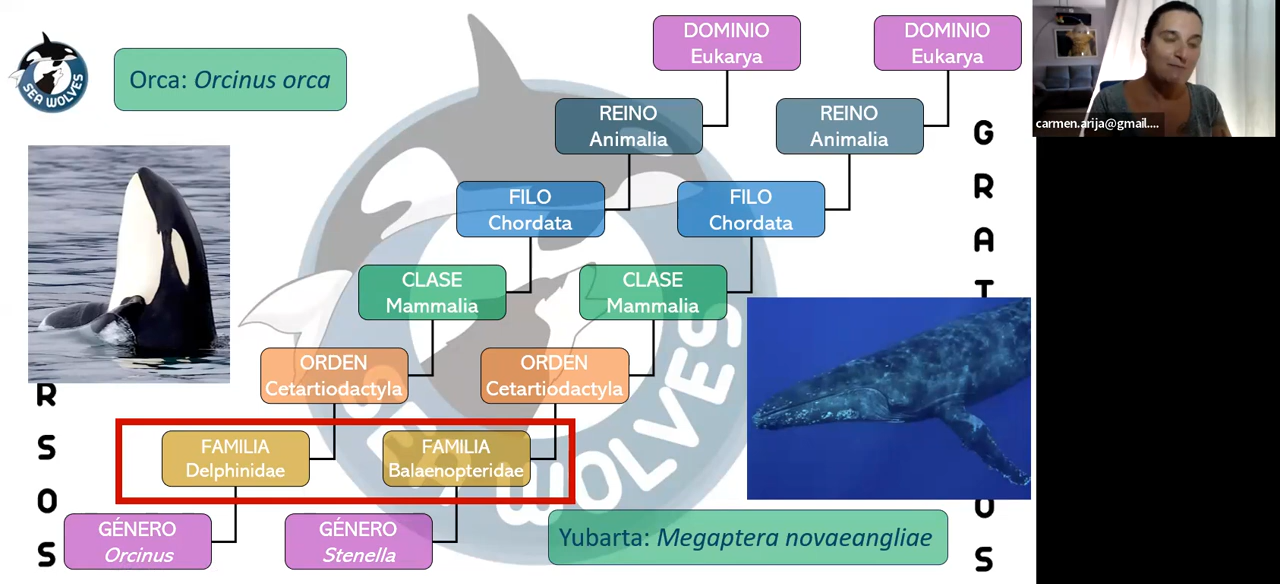 SEA WOLVES
Orca: Orcinus orca
DOMINIO
Eukarya
DOMINIO
Eukarya
carmen.arija@gmail....
REINO
Animalia
REINO
Animalia
FILO
Chordata
FILO
Chordata
CLASE
Mammalia
CLASE
Mammalia
ORDEN
Cetartiodactyla
ORDEN
Cetartiodactyla
FAMILIA
Delphinidae
FAMILIA
Balaenopteridae
GÉNERO
Orcinus
GÉNERO
Stenella
Yubarta: Megaptera novaeangliae
R
S
O
S
G
R
A
T
U
S
WOLVES